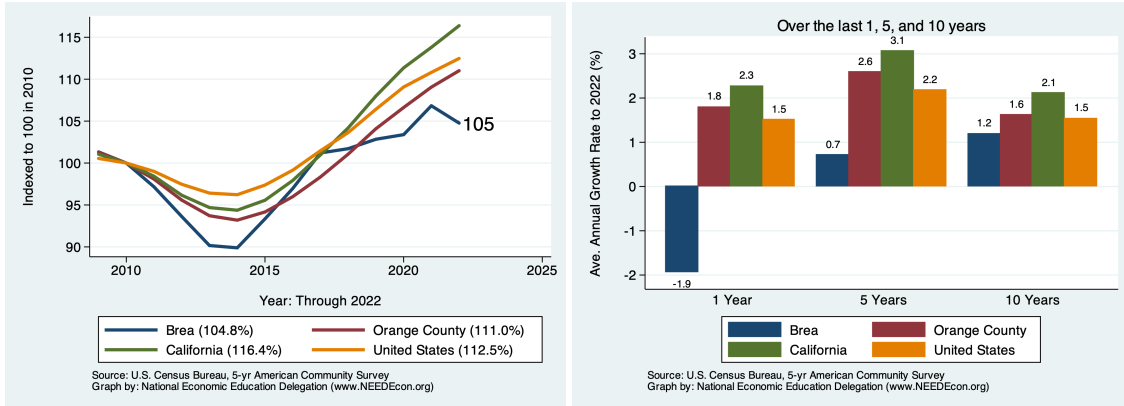 115
110
105
100
95
90
Indexed to 100 in 2010
105
2010
2015
2020
2025
Year: Through 2022
Brea (104.8%)
Orange County (111.0%)
California (116.4%)
United States (112.5%)
Source: U.S. Census Bureau, 5-yr American Community Survey
Graph by: National Economic Education Delegation (www.NEEDEcon.org)
Over the last 1, 5, and 10 years
Ave. Annual Growth Rate to 2022 (%)
3
2
1
0
-1
-2
-1.9
1.8
2.3
1.5
0.7
2.6
3.1
2.2
1.2
1.6
2.1
1.5
1 Year
5 Years
10 Years
Brea
Orange County
California
United States
Source: U.S. Census Bureau, 5-yr American Community Survey
Graph by: National Economic Education Delegation (www.NEEDEcon.org)